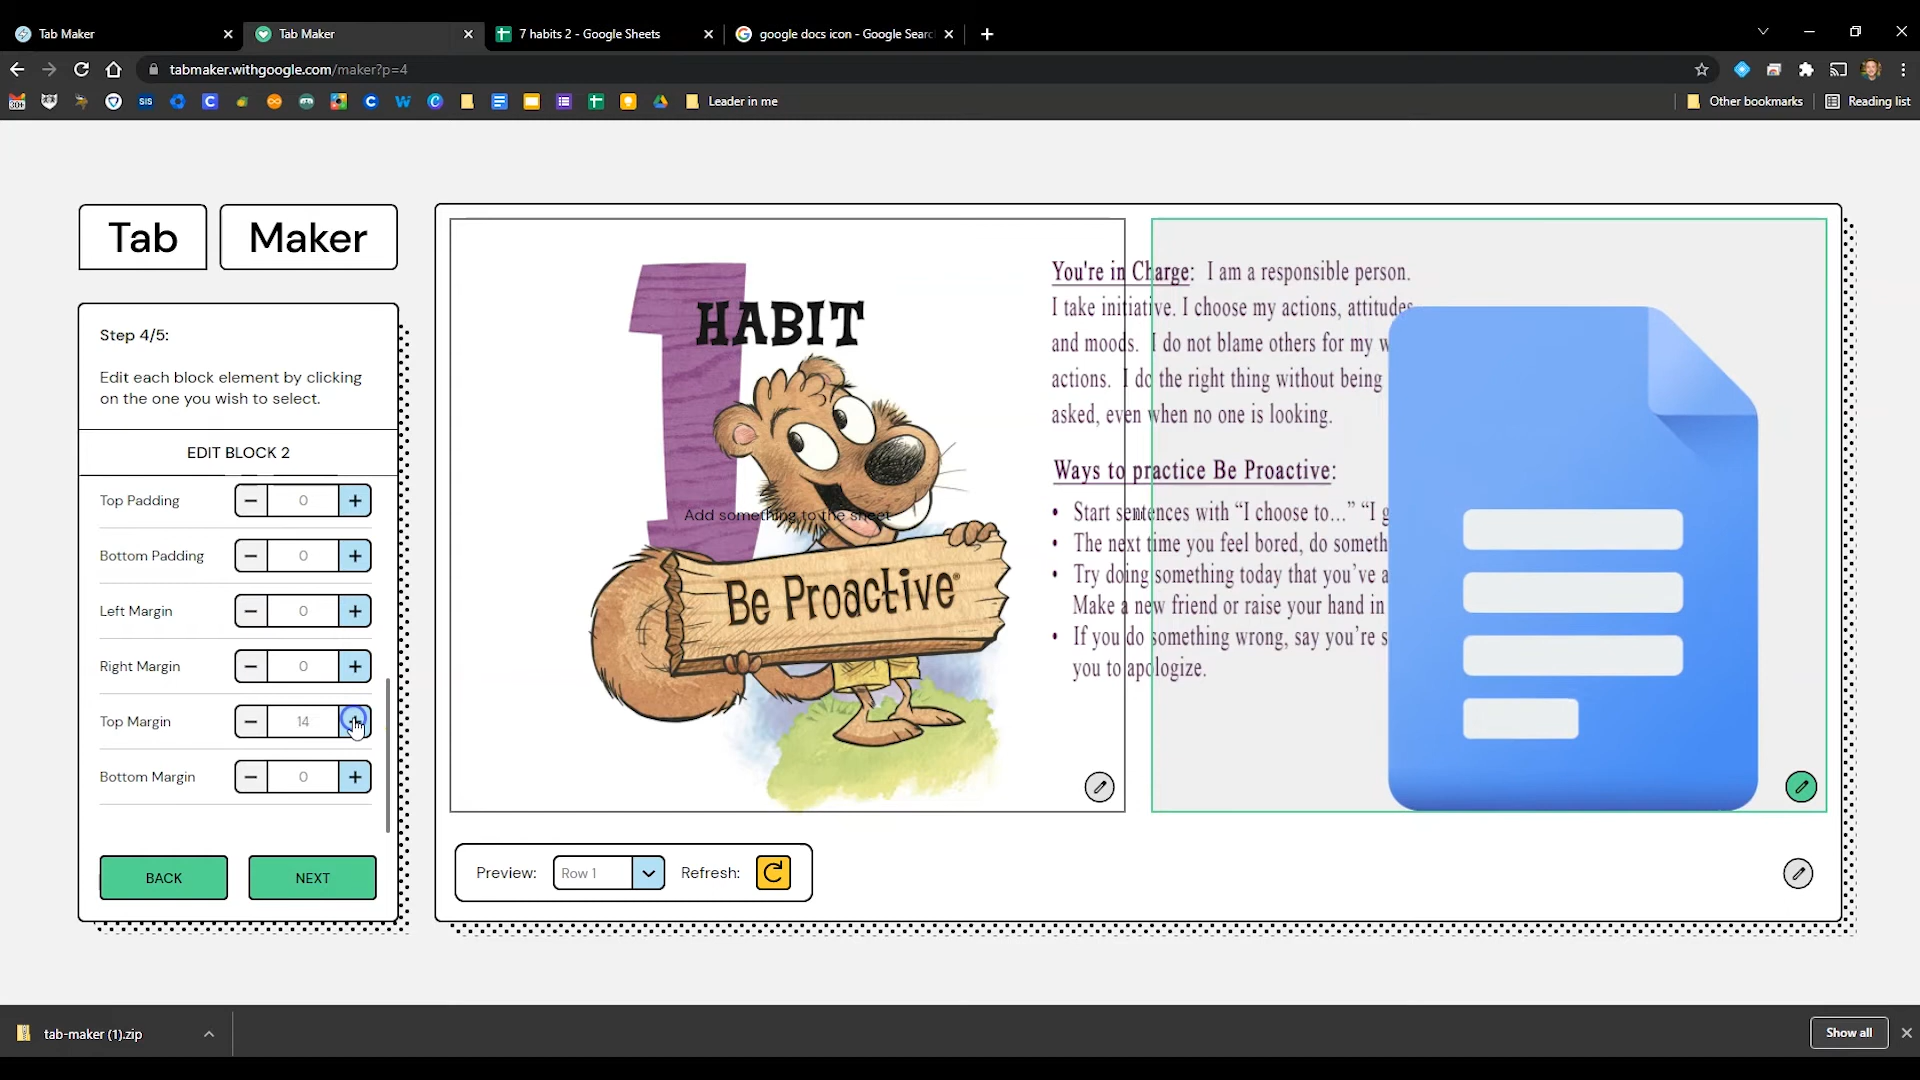 Tab Maker
Tab Maker
7 habits 2 - Google Sheets
google docs icon - Google Searc
tabmaker.withgoogle.com/maker?p=4
30+
SIS
Leader in me
Other bookmarks
Reading list
Tab Maker
Step 4/5:
Edit each block element by clicking
on the one you wish to select.
EDIT BLOCK 2
Top Padding
0
Bottom Padding
0
Left Margin
0
Right Margin
0
Top Margin
14
Bottom Margin
0
BACK
NEXT
1
HABIT
Add something to the sheet
Be Proactive®
You're in Charge: I am a responsible person.
I take initiative. I choose my actions, attitudes
and moods. I do not blame others for my w
actions. I do the right thing without being
asked, even when no one is looking.
Ways to practice Be Proactive:
• Start sentences with “I choose to…” “I g
• The next time you feel bored, do someth
• Try doing something today that you’ve a
Make a new friend or raise your hand in
• If you do something wrong, say you’re s
you to apologize.
Preview:
Row 1
Refresh:
tab-maker (1).zip
Show all